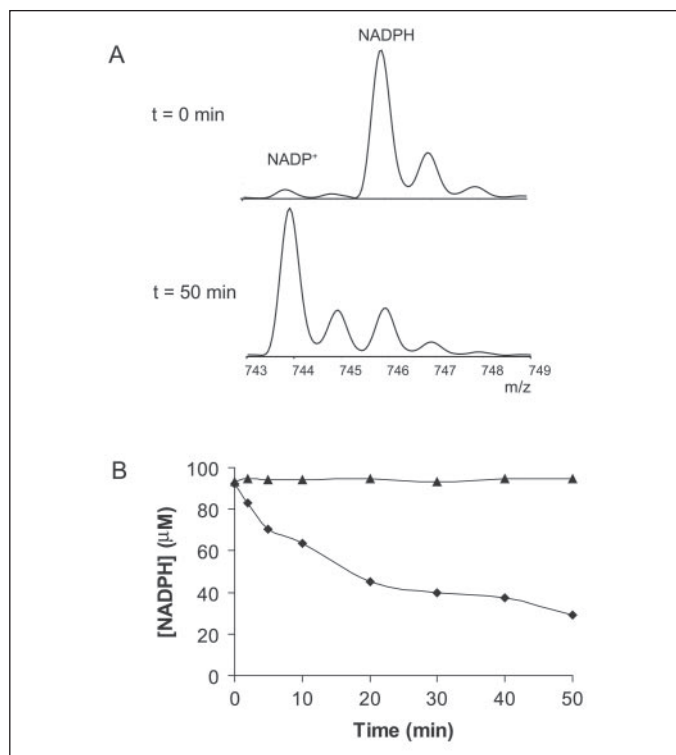 A
NADPH
t = 0 min
NADP⁺
t = 50 min
743 744 745 746 747 748 749
m/z
B
[NADPH] (µM)
100
80
60
40
20
0
0 10 20 30 40 50
Time (min)